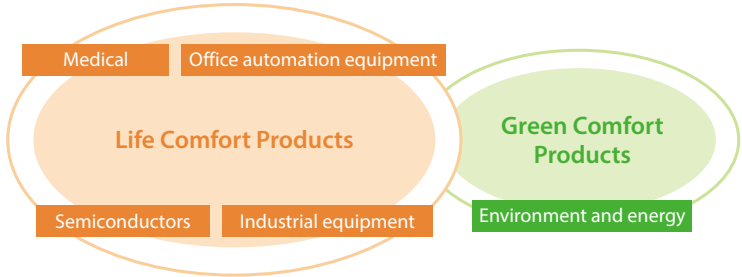 Medical
Office automation equipment
Life Comfort Products
Green Comfort
Products
Semiconductors
Industrial equipment
Environment and energy